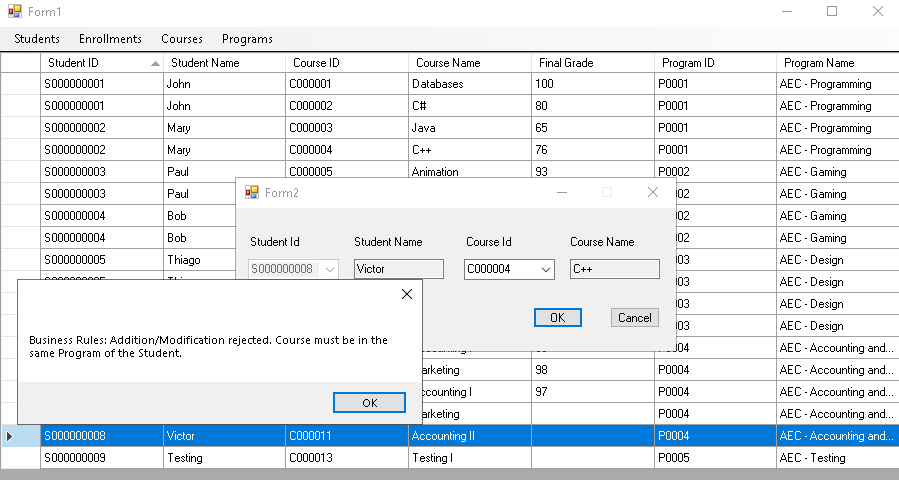 Form1
Students Enrollments Courses Programs
Student ID Student Name Course ID Course Name Final Grade Program ID Program Name
S000000001 John C000001 Databases 100 P0001 AEC - Programming
S000000001 John C000002 C# 80 P0001 AEC - Programming
S000000002 Mary C000003 Java 65 P0001 AEC - Programming
S000000002 Mary C000004 C++ 76 P0001 AEC - Programming
S000000003 Paul C000005 Animation 93 P0002 AEC - Gaming
S000000003 Paul AEC - Gaming
S000000004 Bob AEC - Gaming
S000000004 Bob AEC - Gaming
S000000005 Thiago AEC - Design
AEC - Design
AEC - Design
AEC - Design
P0004 AEC - Accounting and...
98 P0004 AEC - Accounting and...
97 P0004 AEC - Accounting and...
P0004 AEC - Accounting and...
S000000008 Victor C000011 Accounting II P0004 AEC - Accounting and...
S000000009 Testing C000013 Testing I P0005 AEC - Testing
Form2
Student Id Student Name Course Id Course Name
S000000008 Victor C000004 C++
OK Cancel
Business Rules: Addition/Modification rejected. Course must be in the
same Program of the Student.
OK